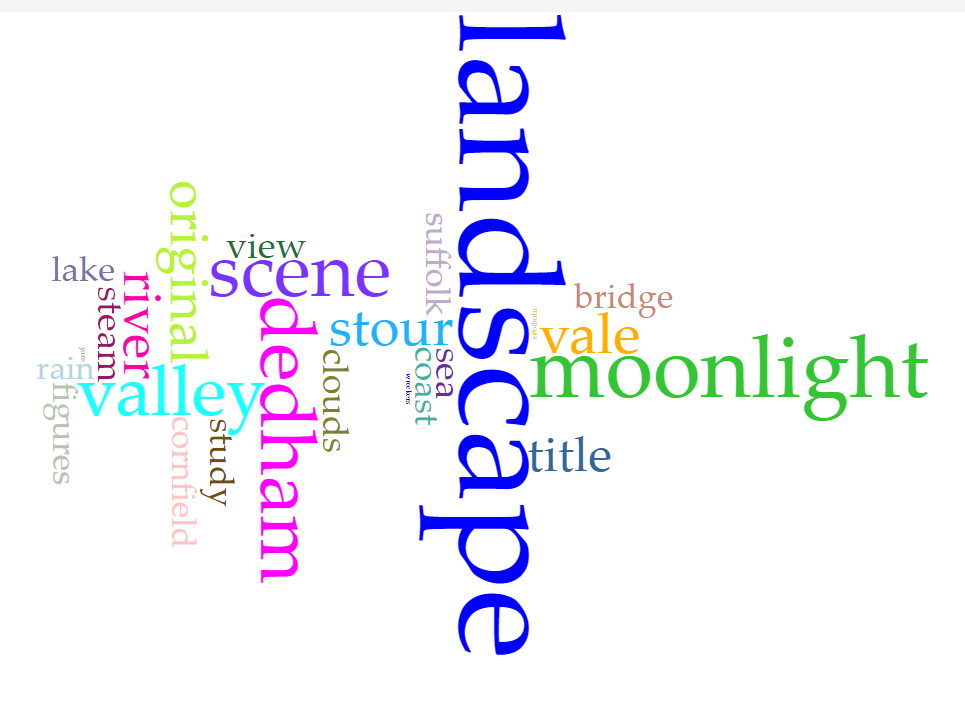 landscape
original
suffolk
view
scene
lake
river
steam
bridge
dedham
stour
vale
moonlight
clouds
coast
sea
rain
valley
figures
wreckers
cornfield
study
title